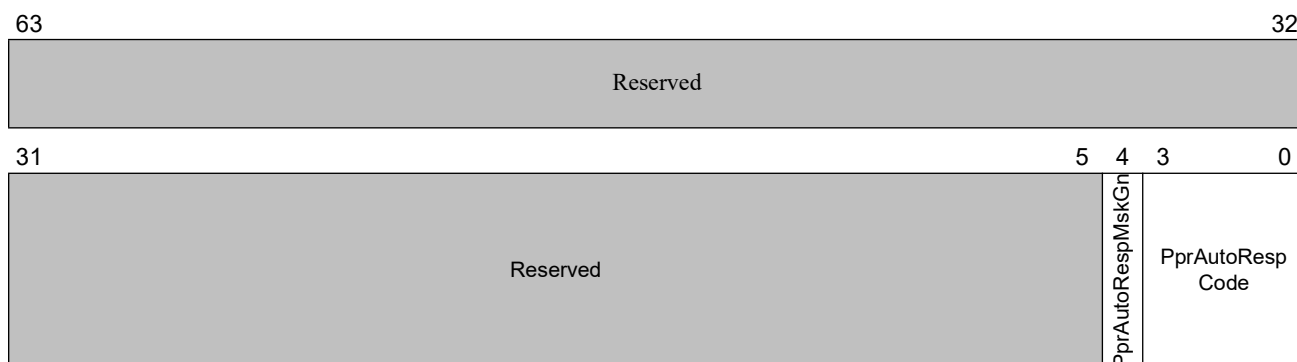 63 32
Reserved
31 5 4 3 0
Reserved
PprAutoRespMskGn
PprAutoResp
Code